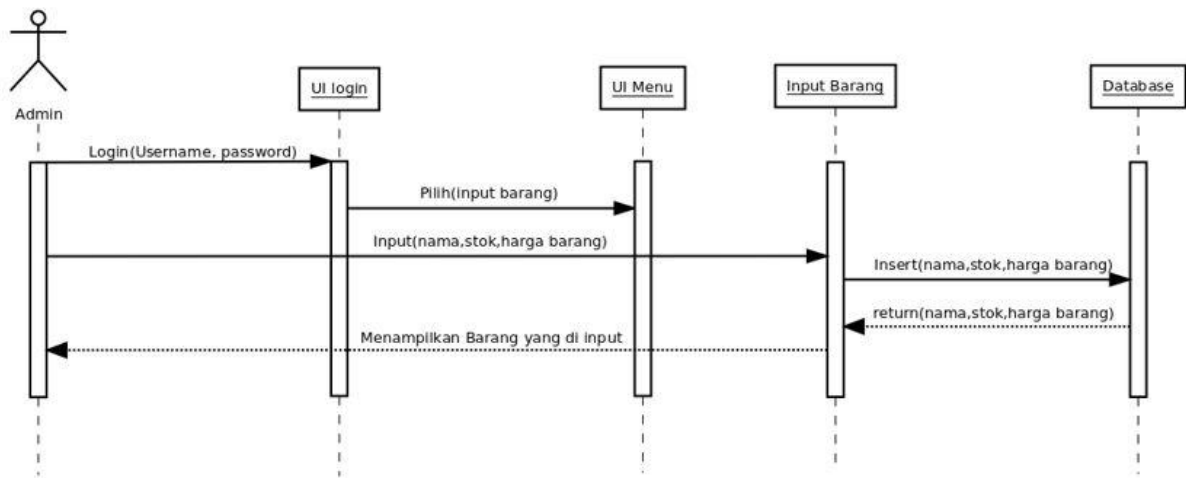 Admin
UI login
UI Menu
Input Barang
Database
Login(Username, password)
Pilih(input barang)
Input(nama,stok,harga barang)
Insert(nama,stok,harga barang)
return(nama,stok,harga barang)
Menampilkan Barang yang di input